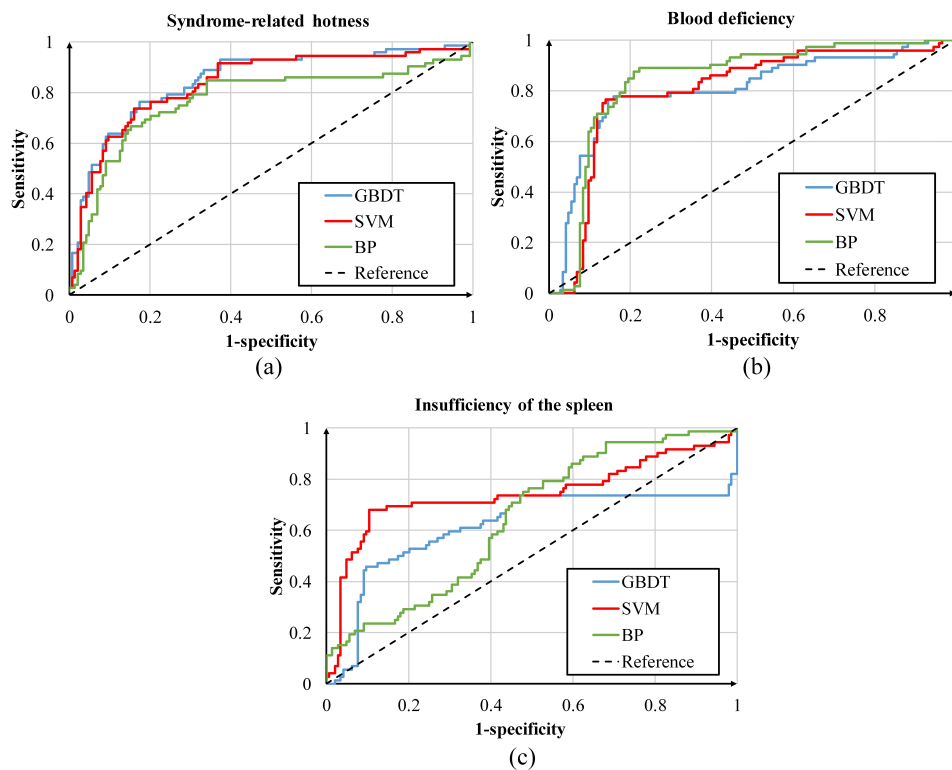 Syndrome-related hotness
1
0.8
0.6
0.4
0.2
0
Sensitivity
GBDT
SVM
BP
Reference
0
0.2
0.4
0.6
0.8
1
1-specificity
(a)
Blood deficiency
1
0.8
0.6
0.4
0.2
0
Sensitivity
GBDT
SVM
BP
Reference
0
0.2
0.4
0.6
0.8
1-specificity
(b)
Insufficiency of the spleen
1
0.8
0.6
0.4
0.2
0
Sensitivity
GBDT
SVM
BP
Reference
0
0.2
0.4
0.6
0.8
1
1-specificity
(c)